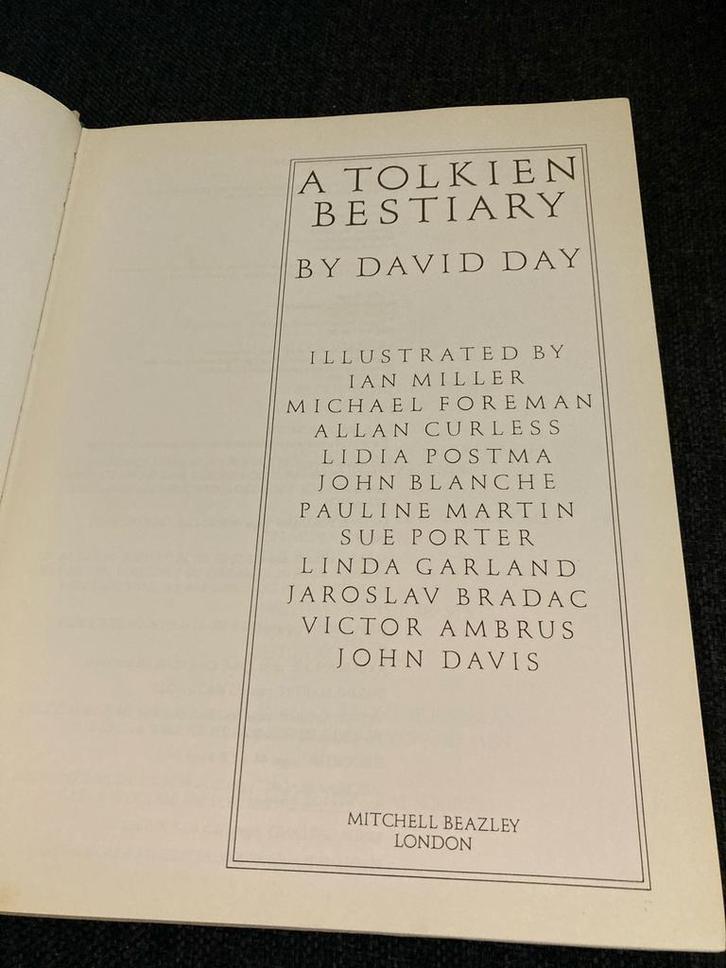 A TOLKIEN
BESTIARY
BY DAVID DAY
ILLUSTRATED BY
IAN MILLER
MICHAEL FOREMAN
ALLAN CURLESS
LIDIA POSTMA
JOHN BLANCHE
PAULINE MARTIN
SUE PORTER
LINDA GARLAND
JAROSLAV BRADAC
VICTOR AMBRUS
JOHN DAVIS
MITCHELL BEAZLEY
LONDON